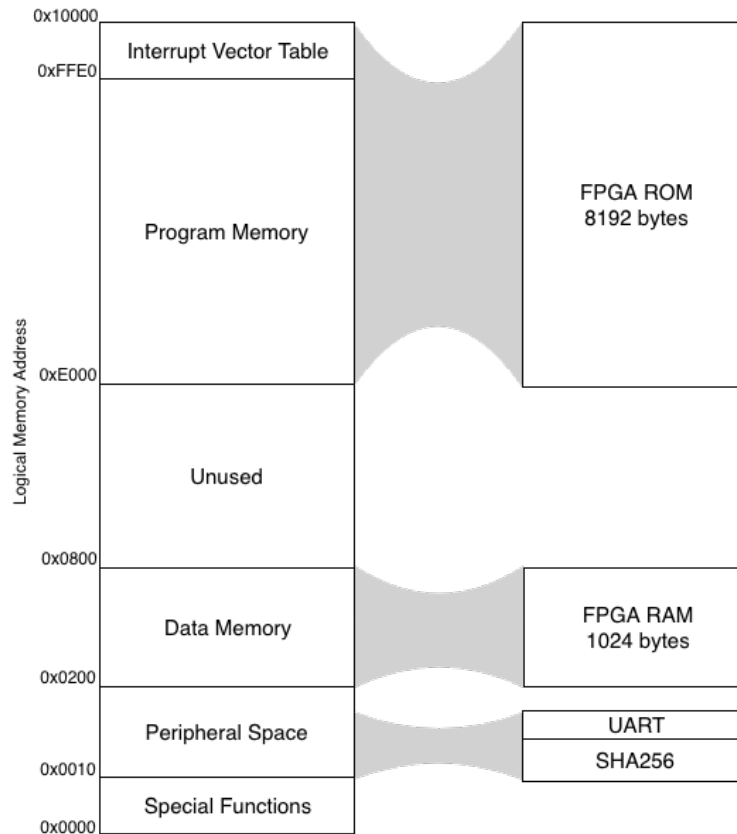 0x10000
Interrupt Vector Table
0xFFE0
Program Memory
0xE000
Unused
0x0800
Data Memory
0x0200
Peripheral Space
0x0010
Special Functions
0x0000
Logical Memory Address
FPGA ROM
8192 bytes
FPGA RAM
1024 bytes
UART
SHA256